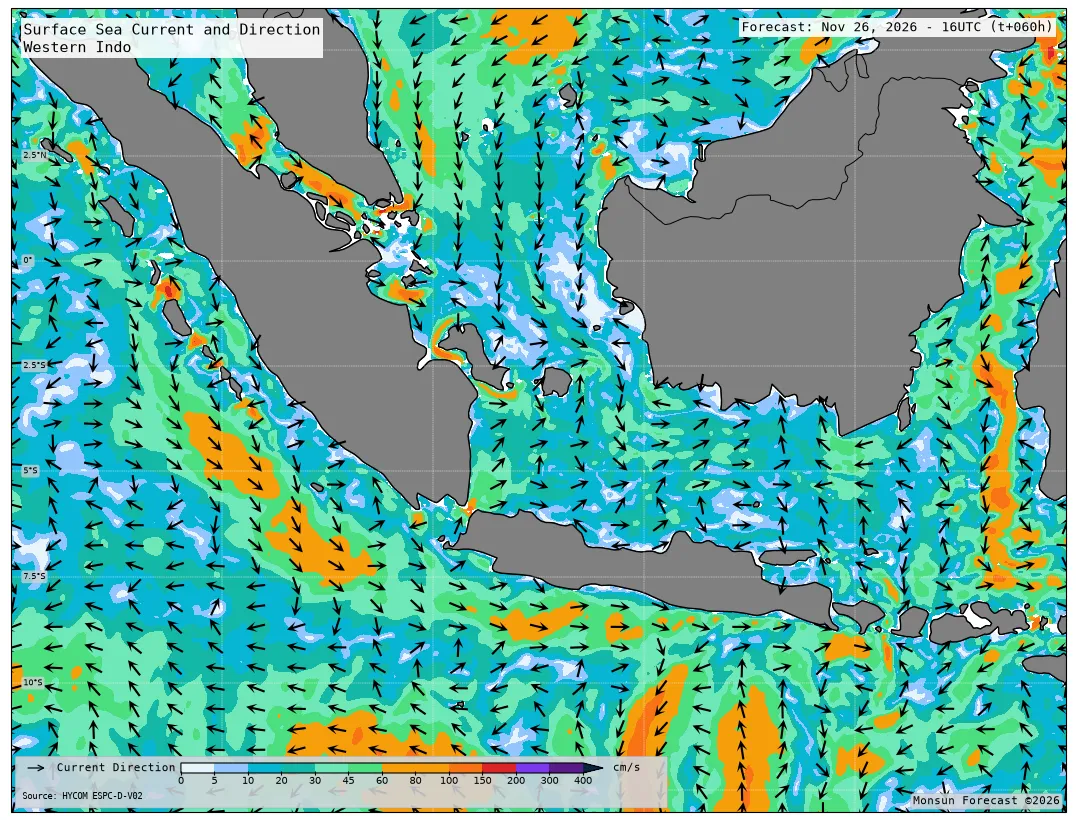 Surface Sea Current and Direction
Western Indo
Forecast: Nov 26, 2026 - 16UTC (t+060h)
2.5°N
0°
2.5°S
5°S
7.5°S
10°S
Current Direction
0 5 10 20 30 45 60 80 100 150 200 300 400 cm/s
Source: HYCOM ESPC-D-V02
Monsun Forecast ©2026